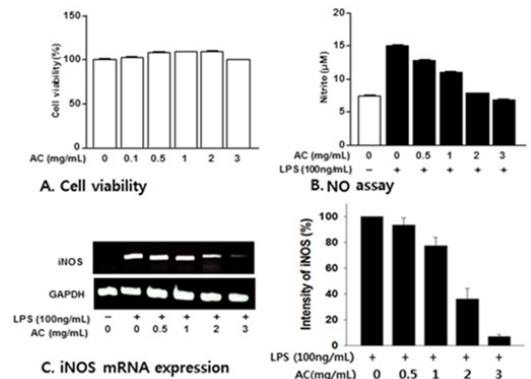 Cell viability (%)
150
100
50
0
AC (mg/mL) 0 0.1 0.5 1 2 3
A. Cell viability
Nitrite (μM)
20
15
10
5
0
AC (mg/mL) 0 0 0.5 1 2 3
LPS (100ng/mL) – + + + + +
B. NO assay
iNOS
GAPDH
LPS (100ng/mL) – + + + + +
AC (mg/mL) 0 0 0.5 1 2 3
C. iNOS mRNA expression
Intensity of iNOS (%)
100
80
60
40
20
0
LPS (100ng/mL) + + + + +
AC(mg/mL) 0 0.5 1 2 3